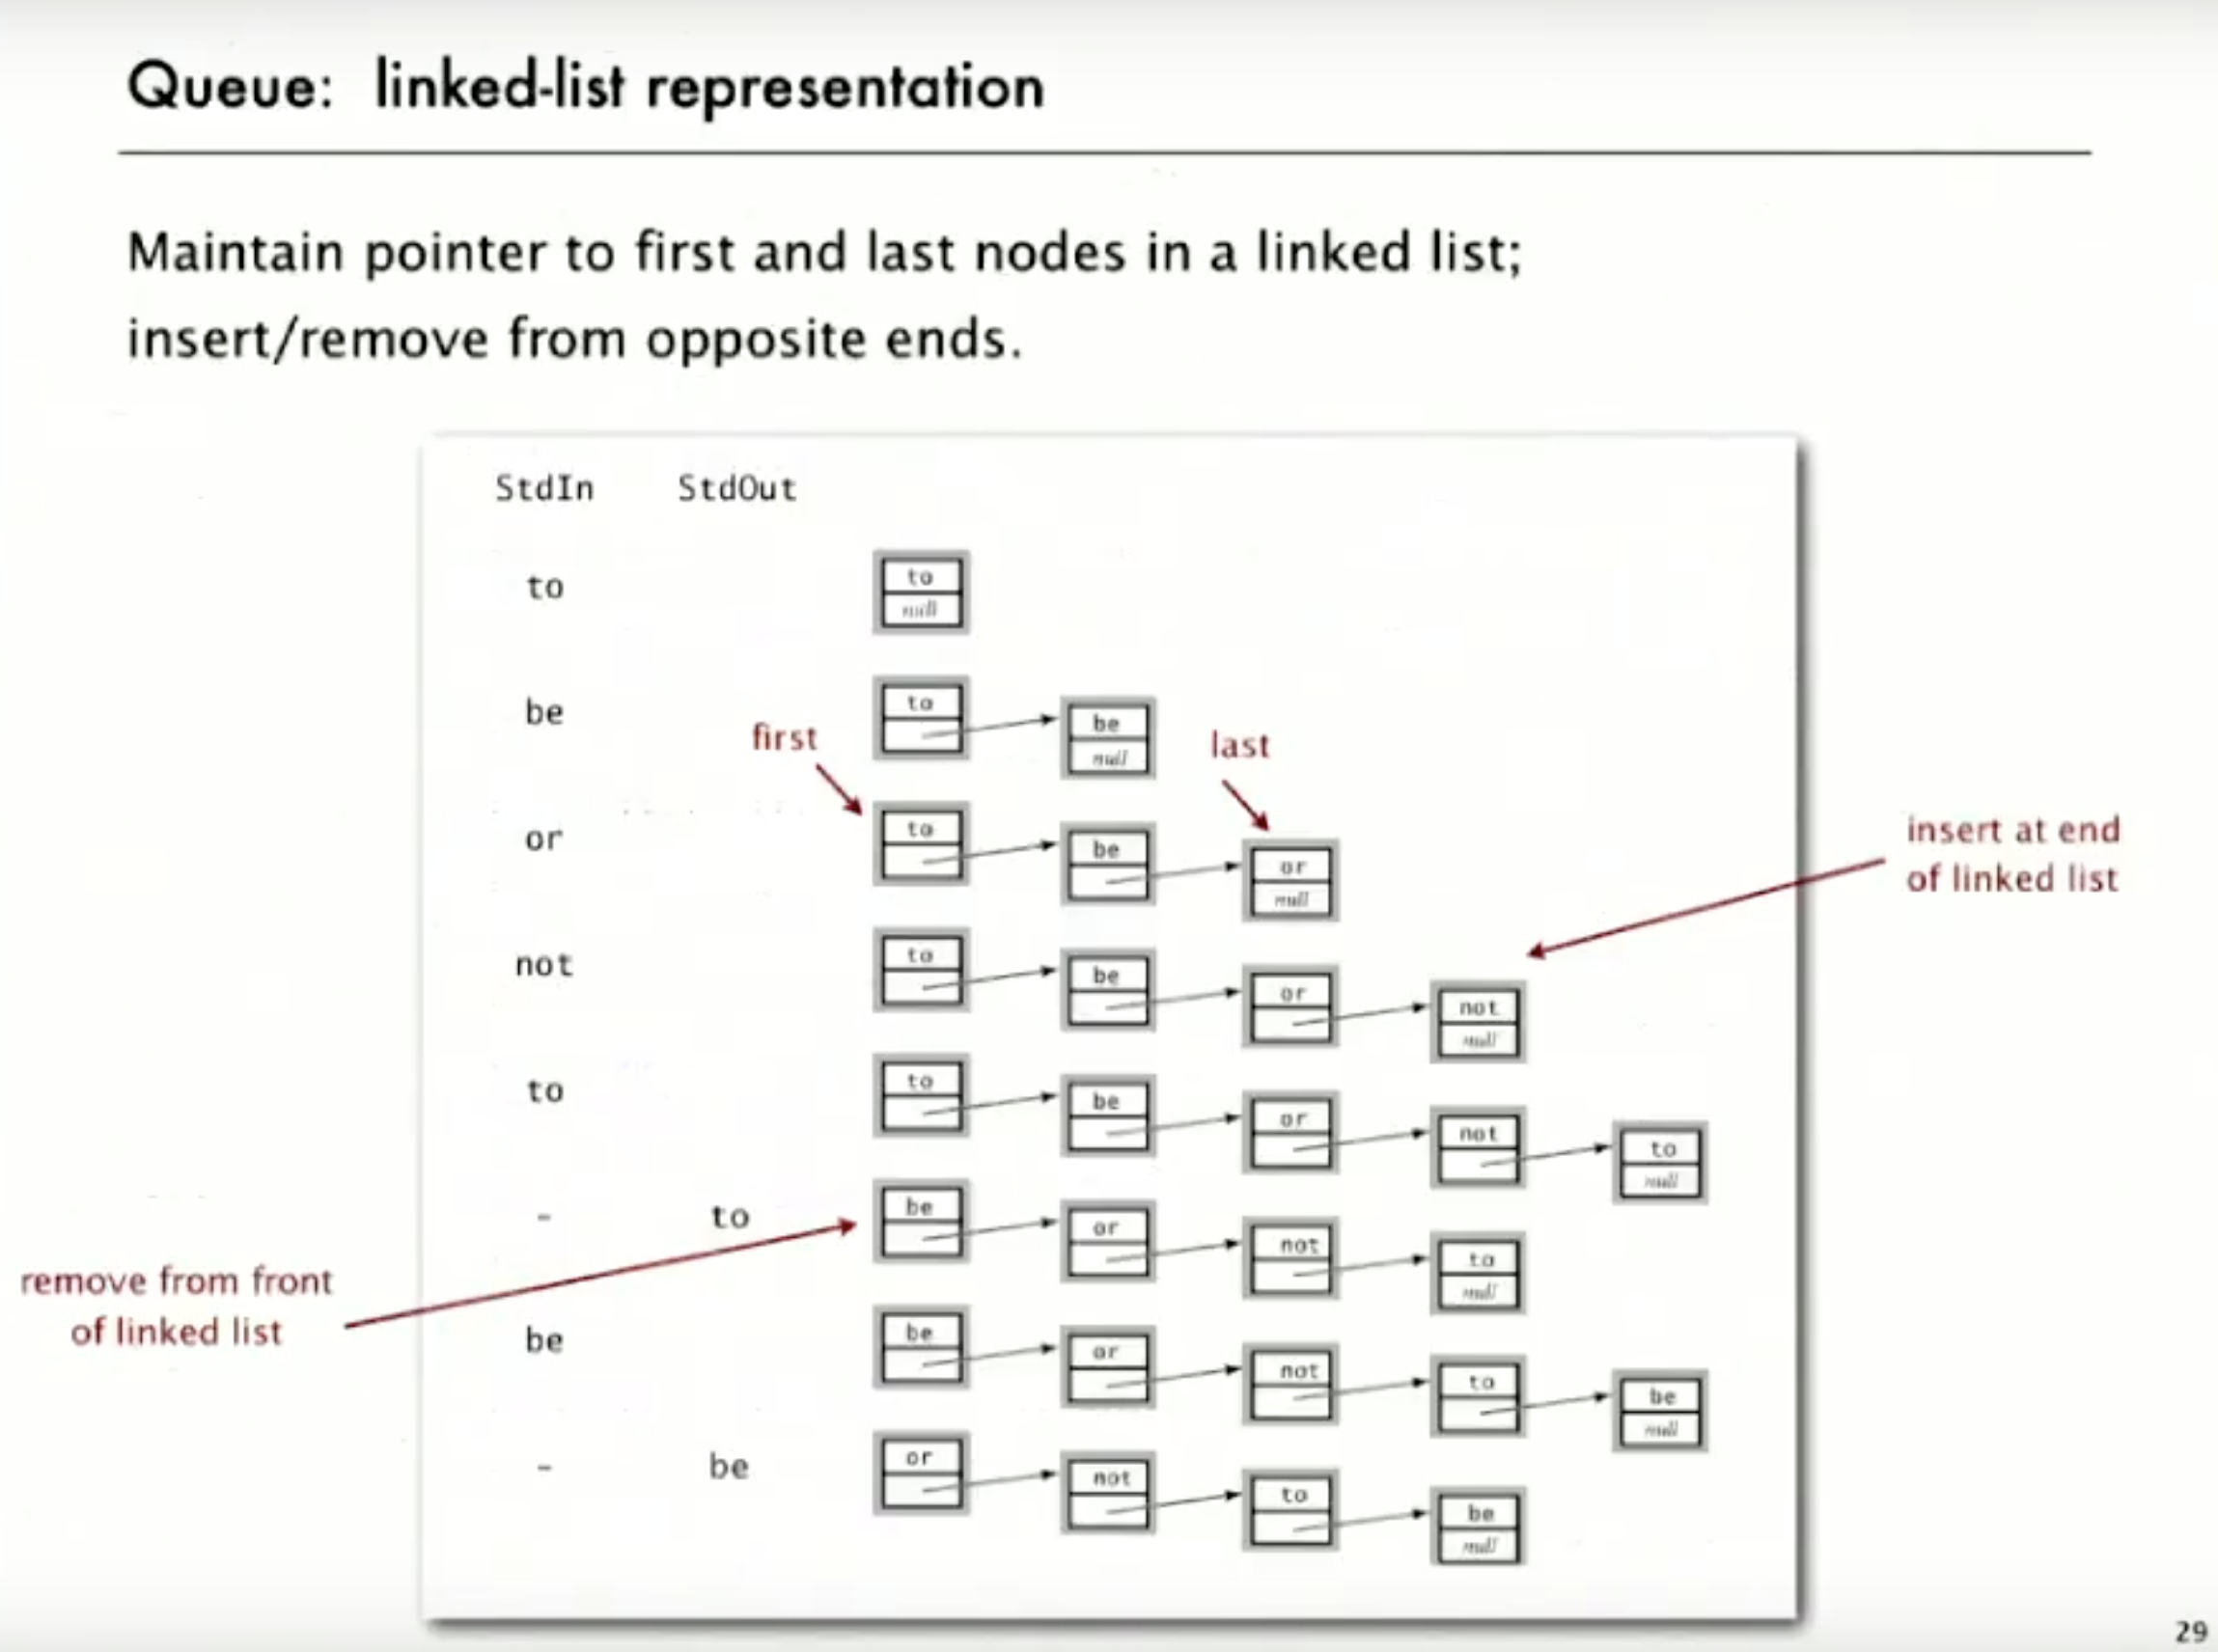 Queue: linked-list representation
Maintain pointer to first and last nodes in a linked list;
insert/remove from opposite ends.
StdIn StdOut
to
to
null
be
to
be
null
first
last
or
to
be
or
null
insert at end
of linked list
not
to
be
or
not
null
to
to
be
or
not
to
null
- to
be
or
not
to
null
remove from front
of linked list
be
be
or
not
to
be
null
- be
or
not
to
be
null
29